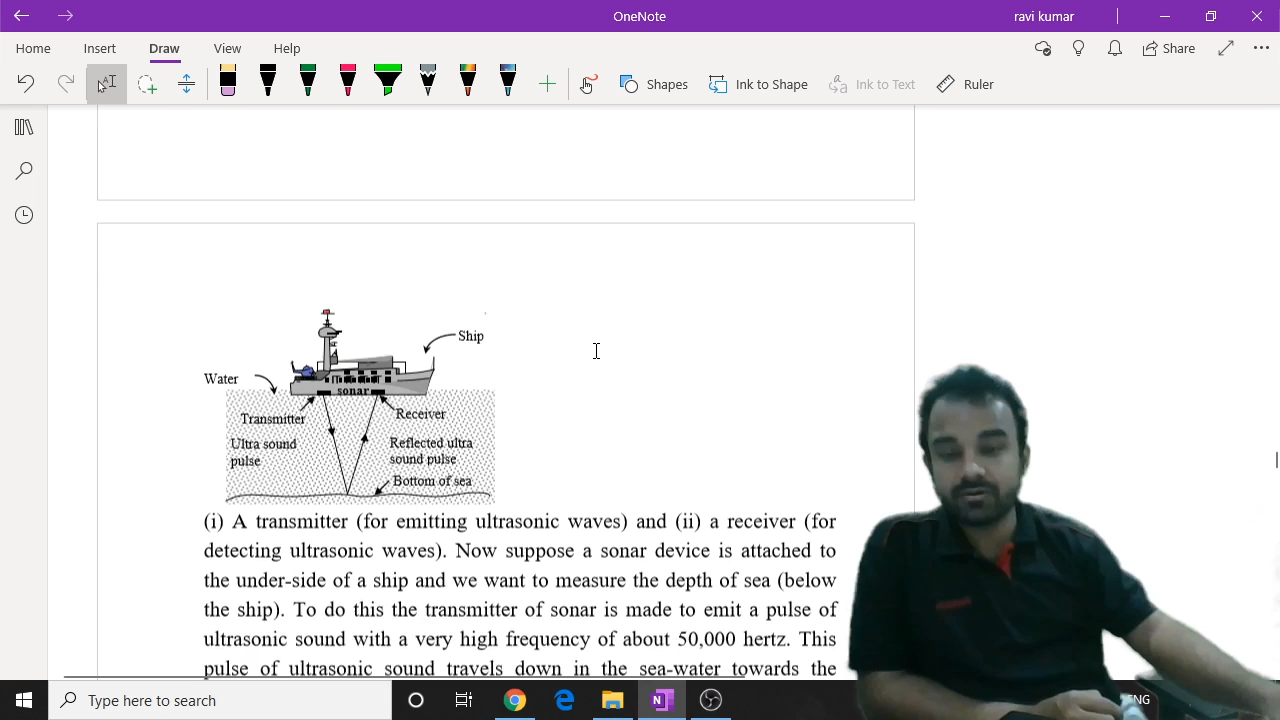 OneNote
ravi kumar
Home Insert Draw View Help
Share
Shapes Ink to Shape Ink to Text Ruler
Ship
Water
sonar
Transmitter Receiver
Ultra sound
pulse
Reflected ultra
sound pulse
Bottom of sea
(i) A transmitter (for emitting ultrasonic waves) and (ii) a receiver (for
detecting ultrasonic waves). Now suppose a sonar device is attached to
the under-side of a ship and we want to measure the depth of sea (below
the ship). To do this the transmitter of sonar is made to emit a pulse of
ultrasonic sound with a very high frequency of about 50,000 hertz. This
pulse of ultrasonic sound travels down in the sea-water towards the
Type here to search
ENG